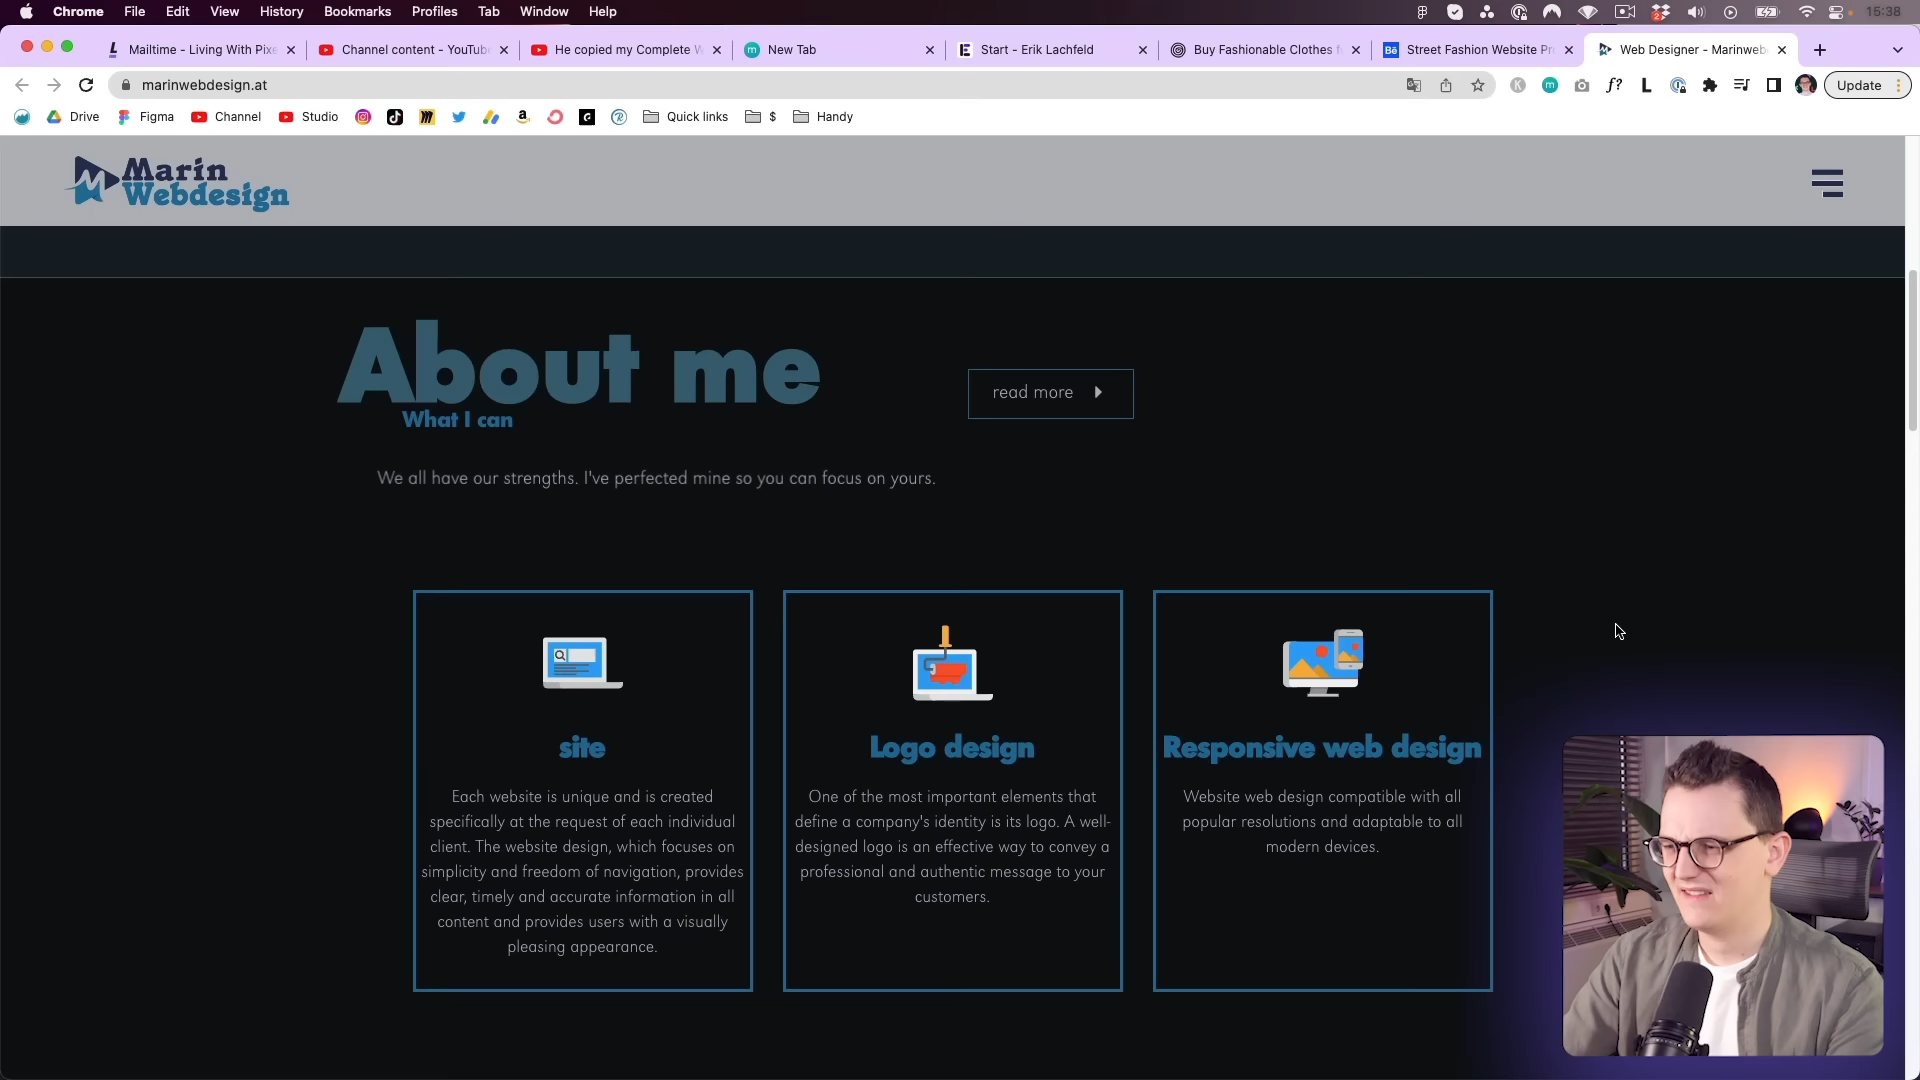 Chrome File Edit View History Bookmarks Profiles Tab Window Help 15:38
Mailtime - Living With Pixe Channel content - YouTub He copied my Complete W New Tab Start - Erik Lachfeld Buy Fashionable Clothes f Street Fashion Website Pr Web Designer - Marinweb
marinwebdesign.at Update
Drive Figma Channel Studio Quick links $ Handy
Marin
Webdesign
About me
What I can
read more
We all have our strengths. I've perfected mine so you can focus on yours.
site
Each website is unique and is created
specifically at the request of each individual
client. The website design, which focuses on
simplicity and freedom of navigation, provides
clear, timely and accurate information in all
content and provides users with a visually
pleasing appearance.
Logo design
One of the most important elements that
define a company's identity is its logo. A well-
designed logo is an effective way to convey a
professional and authentic message to your
customers.
Responsive web design
Website web design compatible with all
popular resolutions and adaptable to all
modern devices.